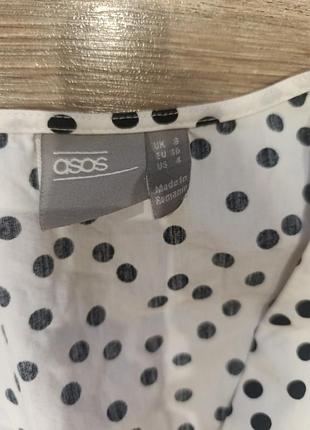 asos
UK 8
EU 36
US 4
Made in
Romania